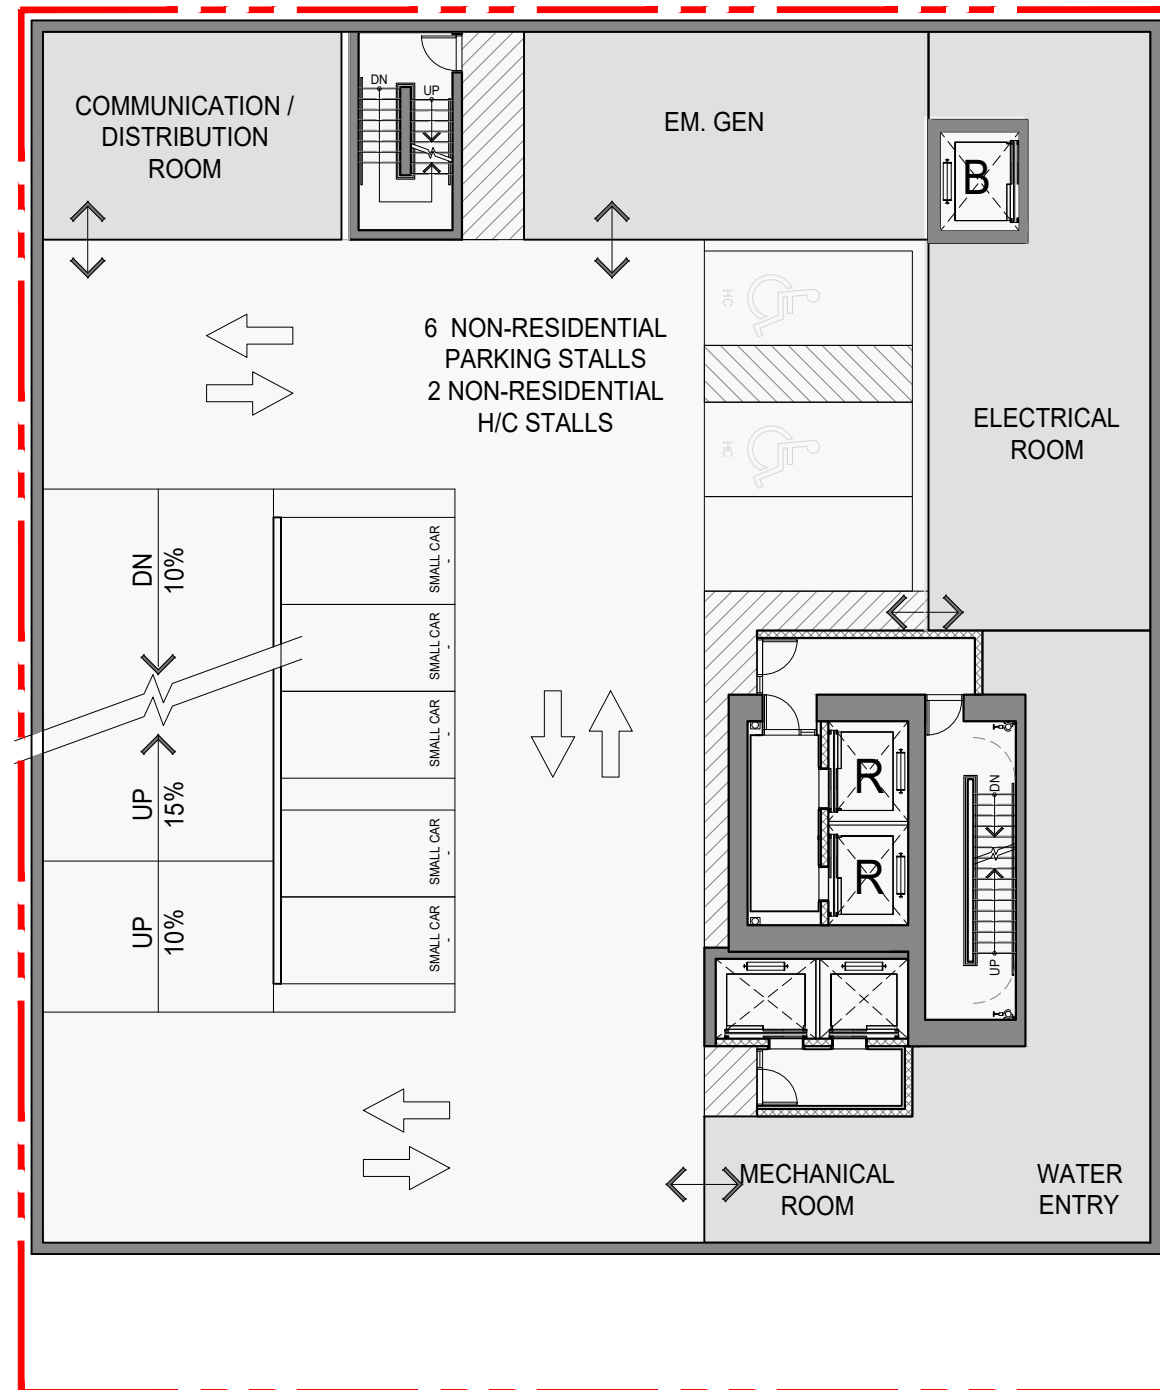 COMMUNICATION /
DISTRIBUTION
ROOM
DN
UP
EM. GEN
B
HC
6 NON-RESIDENTIAL
PARKING STALLS
2 NON-RESIDENTIAL
H/C STALLS
HC
ELECTRICAL
ROOM
DN
10%
SMALL CAR
-
SMALL CAR
-
SMALL CAR
-
SMALL CAR
-
SMALL CAR
-
UP
15%
UP
10%
R
R
DN
UP
MECHANICAL
ROOM
WATER
ENTRY